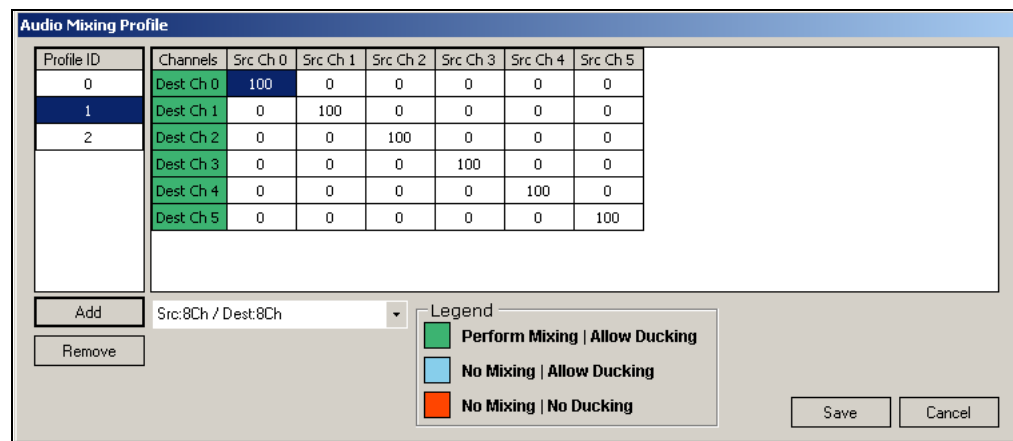 Audio Mixing Profile
Profile ID
0
1
2
Channels Src Ch 0 Src Ch 1 Src Ch 2 Src Ch 3 Src Ch 4 Src Ch 5
Dest Ch 0 100 0 0 0 0 0
Dest Ch 1 0 100 0 0 0 0
Dest Ch 2 0 0 100 0 0 0
Dest Ch 3 0 0 0 100 0 0
Dest Ch 4 0 0 0 0 100 0
Dest Ch 5 0 0 0 0 0 100
Add
Remove
Src:8Ch / Dest:8Ch
Legend
Perform Mixing | Allow Ducking
No Mixing | Allow Ducking
No Mixing | No Ducking
Save
Cancel